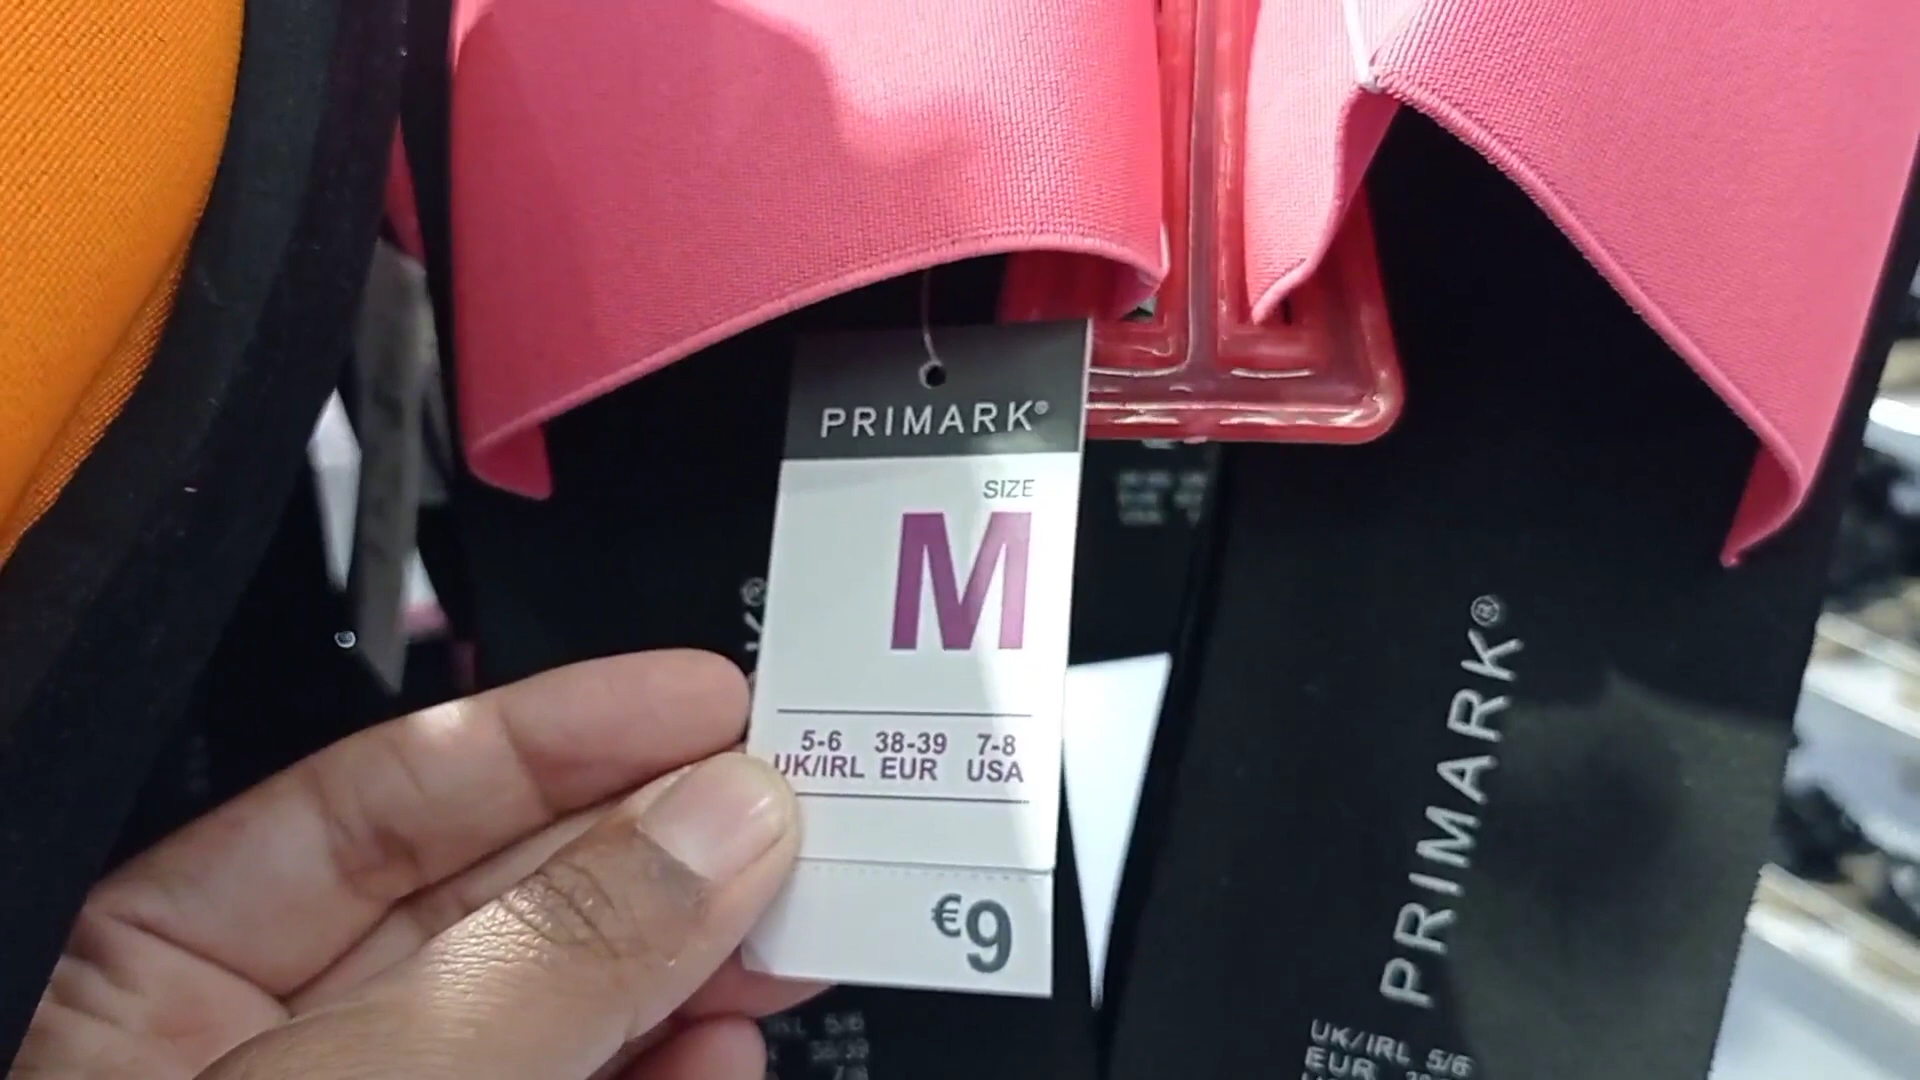 PRIMARK®
SIZE
M
5-6 38-39 7-8
UK/IRL EUR USA
€9
PRIMARK®
UK/IRL 5/6
EUR